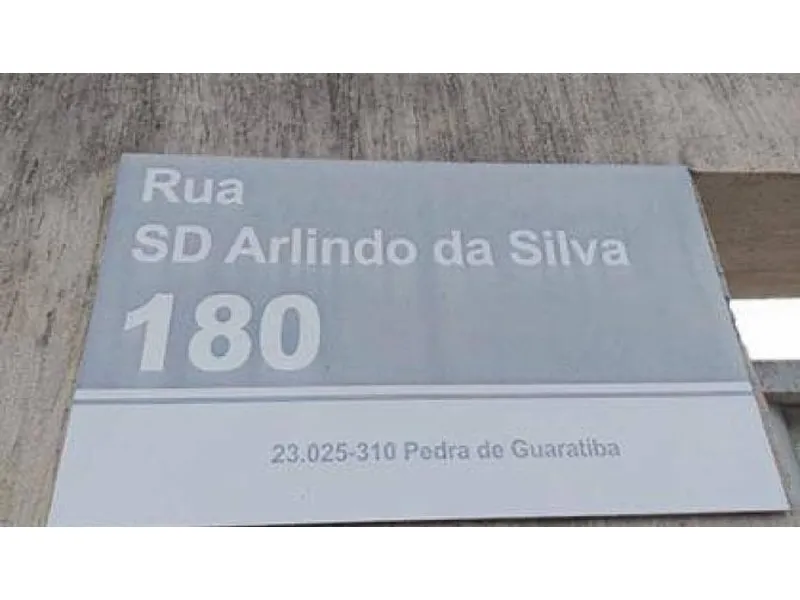 Rua
SD Arlindo da Silva
180
23.025-310 Pedra de Guaratiba